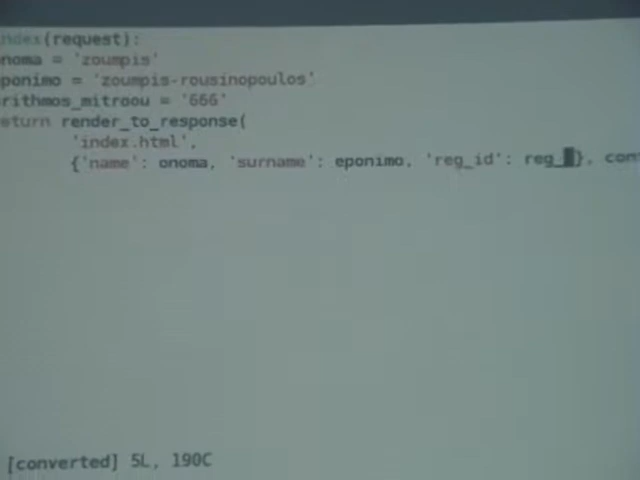 ndex(request):
noma = 'zoumpis'
ponimo = 'zoumpis-rousinopoulos'
rithmos_mitroou = '666'
eturn render_to_response(
'index.html',
{'name': onoma, 'surname': eponimo, 'reg_id': reg_}, con
[converted] 5L, 190C